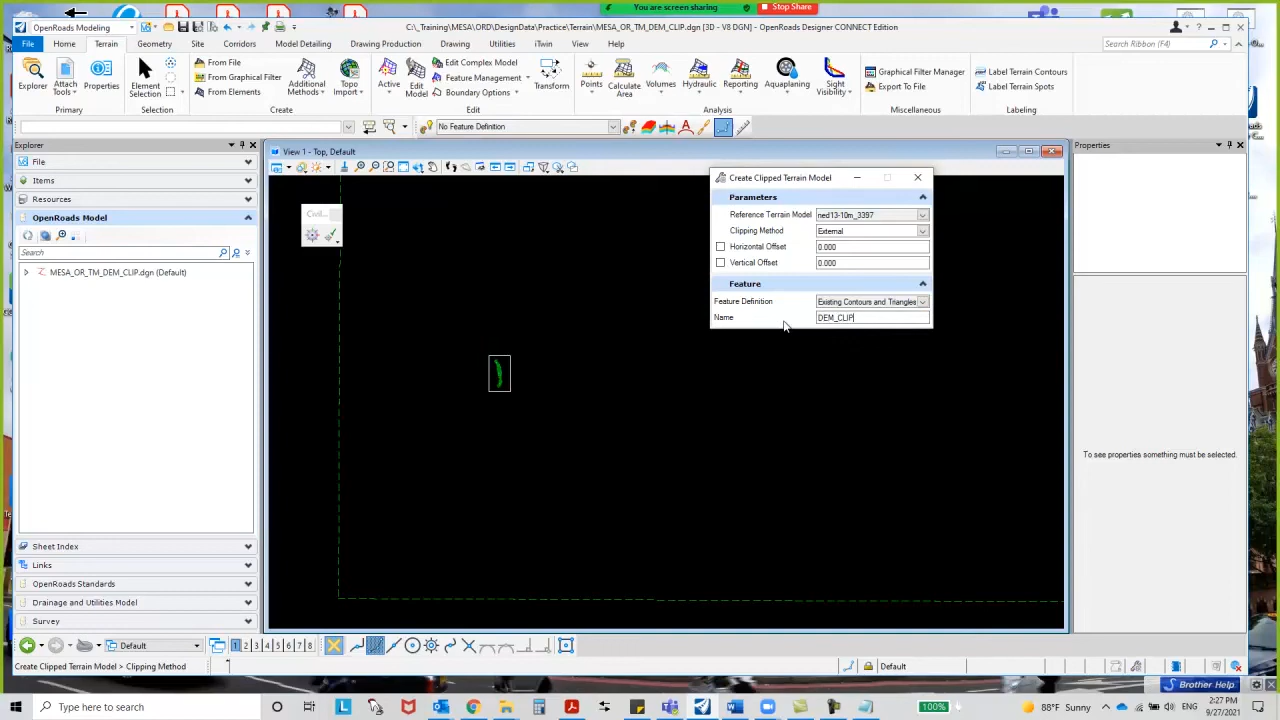 You are screen sharing
Stop Share
OpenRoads Modeling
C:\_Training\MESA\ORD\DesignData\Practice\Terrain\MESA_OR_TM_DEM_CLIP.dgn [3D - V8 DGN] - OpenRoads Designer CONNECT Edition
File Home Terrain Geometry Site Corridors Model Detailing Drawing Production Drawing Utilities iTwin View Help
Search Ribbon (F4)
Explorer
Attach Tools
Properties
Primary
Element Selection
Selection
From File
From Graphical Filter
From Elements
Additional Methods
Topo Import
Create
Active
Edit Model
Edit Complex Model
Feature Management
Boundary Options
Transform
Edit
Points
Calculate Area
Volumes
Hydraulic
Reporting
Aquaplaning
Sight Visibility
Analysis
Graphical Filter Manager
Export To File
Miscellaneous
Label Terrain Contours
Label Terrain Spots
Labeling
No Feature Definition
Explorer
File
Items
Resources
OpenRoads Model
Search
MESA_OR_TM_DEM_CLIP.dgn (Default)
Sheet Index
Links
OpenRoads Standards
Drainage and Utilities Model
Survey
View 1 - Top, Default
Civil...
Create Clipped Terrain Model
Parameters
Reference Terrain Model ned13-10m_3397
Clipping Method External
Horizontal Offset 0.000
Vertical Offset 0.000
Feature
Feature Definition Existing Contours and Triangles
Name DEM_CLIP
Properties
To see properties something must be selected.
Default
1 2 3 4 5 6 7 8
Create Clipped Terrain Model > Clipping Method
Default
Brother Help
Type here to search
100%
88°F Sunny
2:27 PM
9/27/2021